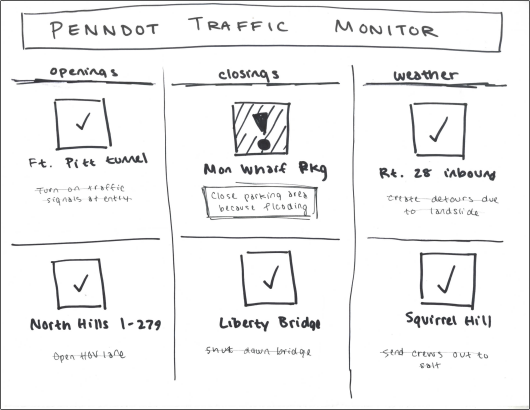 PENNDOT TRAFFIC MONITOR
openings
closings
weather
Ft. Pitt tunnel
Turn on traffic
signals at entry.
Mon Wharf Pkg
Close parking area
because flooding
Rt. 28 inbound
create detours due
to landslide
North Hills I-279
Open HOV lane
Liberty Bridge
shut down bridge
Squirrel Hill
send crews out to
salt